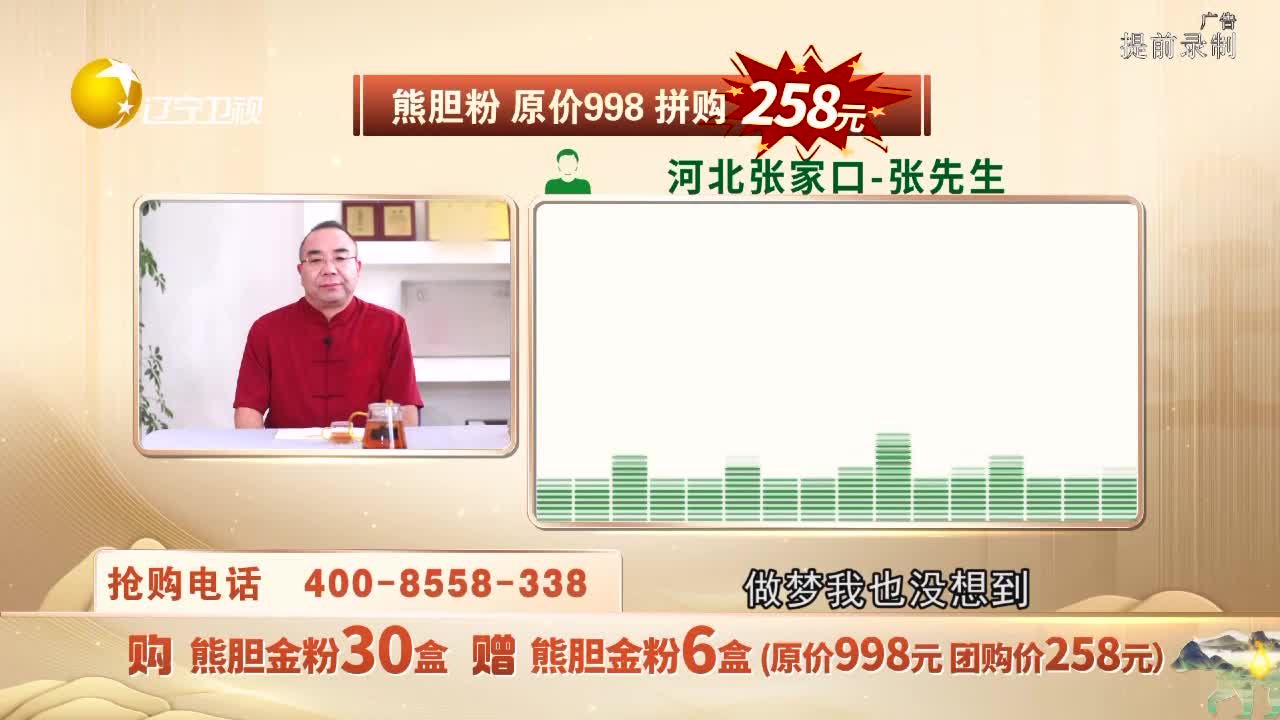 广告
提前录制
辽宁卫视
熊胆粉 原价998 拼购 258元
河北张家口-张先生
抢购电话 400-8558-338
做梦我也没想到
购 熊胆金粉30盒 赠 熊胆金粉6盒 (原价998元 团购价258元)